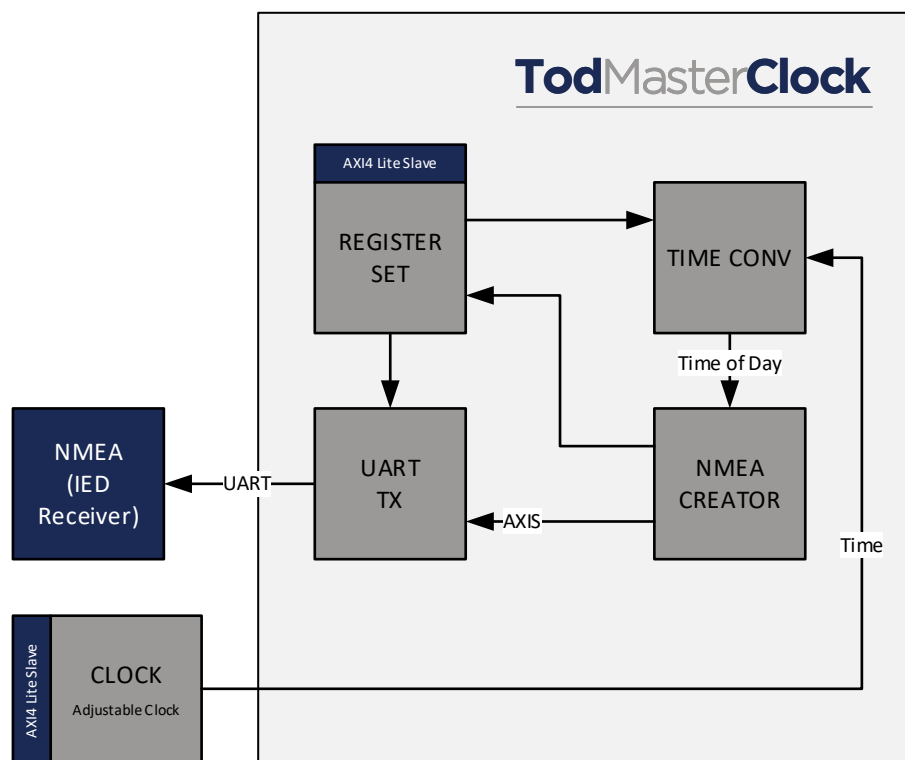 TodMasterClock
AXI4 Lite Slave
REGISTER
SET
TIME CONV
Time of Day
NMEA
(IED
Receiver)
UART
UART
TX
AXIS
NMEA
CREATOR
Time
AXI4 Lite Slave
CLOCK
Adjustable Clock